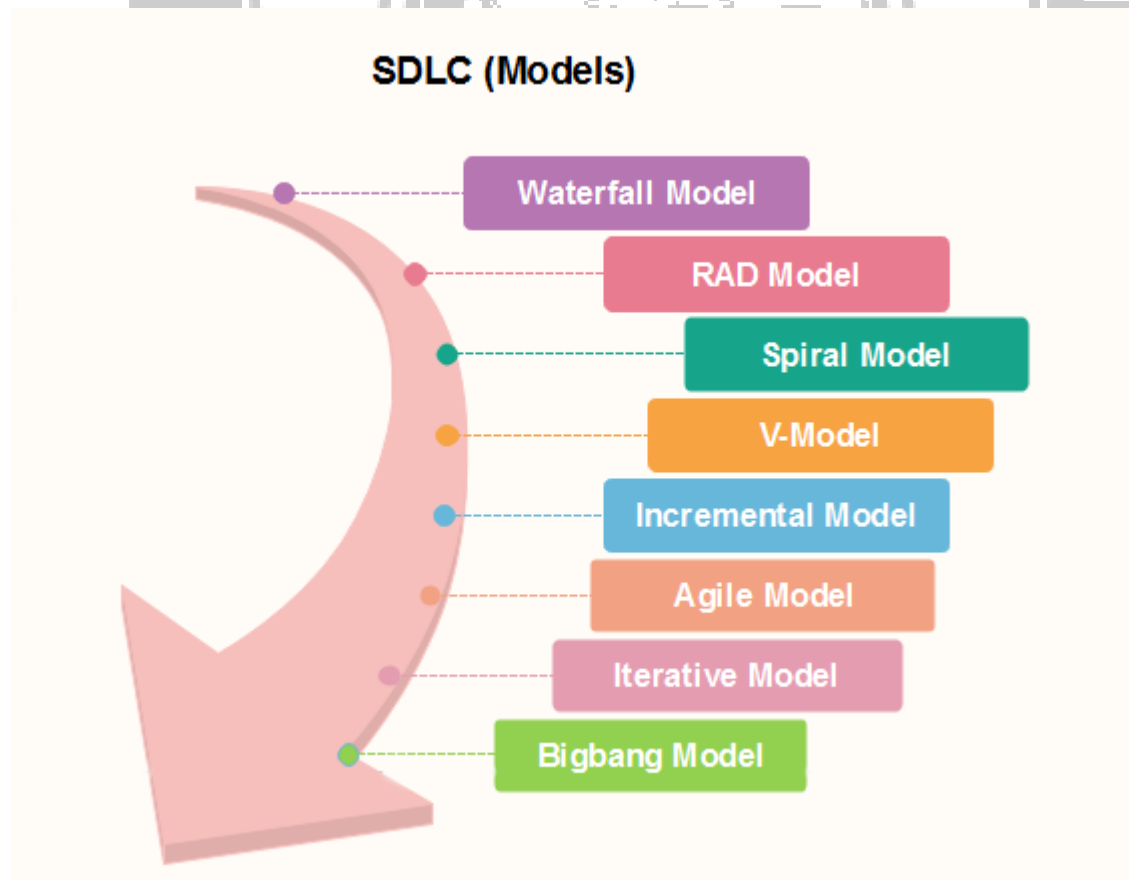 SDLC (Models)
Waterfall Model
RAD Model
Spiral Model
V-Model
Incremental Model
Agile Model
Iterative Model
Bigbang Model